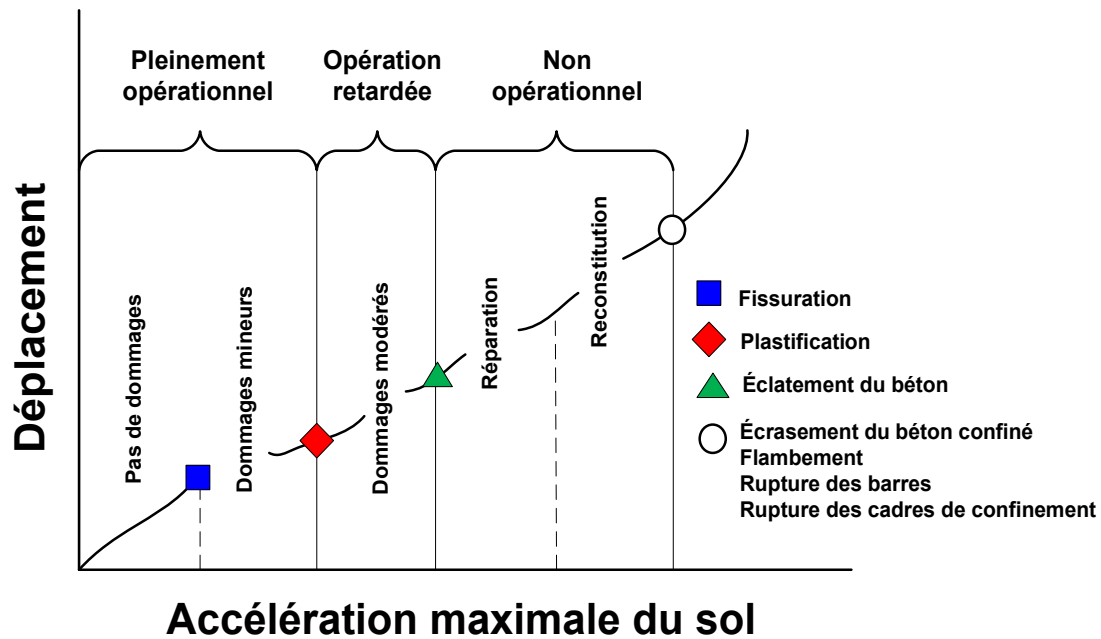 Pleinement
opérationnel
Opération
retardée
Non
opérationnel
Déplacement
Pas de dommages
Dommages mineurs
Dommages modérés
Réparation
Reconstitution
Fissuration
Plastification
Éclatement du béton
Écrasement du béton confiné
Flambement
Rupture des barres
Rupture des cadres de confinement
Accélération maximale du sol